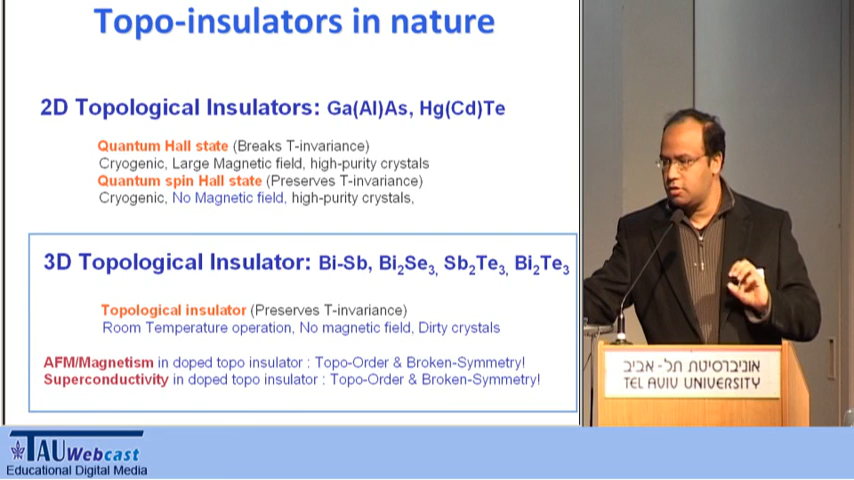 Topo-insulators in nature
2D Topological Insulators: Ga(Al)As, Hg(Cd)Te
Quantum Hall state (Breaks T-invariance)
Cryogenic, Large Magnetic field, high-purity crystals
Quantum spin Hall state (Preserves T-invariance)
Cryogenic, No Magnetic field, high-purity crystals,
3D Topological Insulator: Bi-Sb, Bi₂Se₃, Sb₂Te₃, Bi₂Te₃
Topological insulator (Preserves T-invariance)
Room Temperature operation, No magnetic field, Dirty crystals
AFM/Magnetism in doped topo insulator : Topo-Order & Broken-Symmetry!
Superconductivity in doped topo insulator : Topo-Order & Broken-Symmetry!
אוניברסיטת תל-אביב
TEL AVIV UNIVERSITY
TAU Webcast
Educational Digital Media